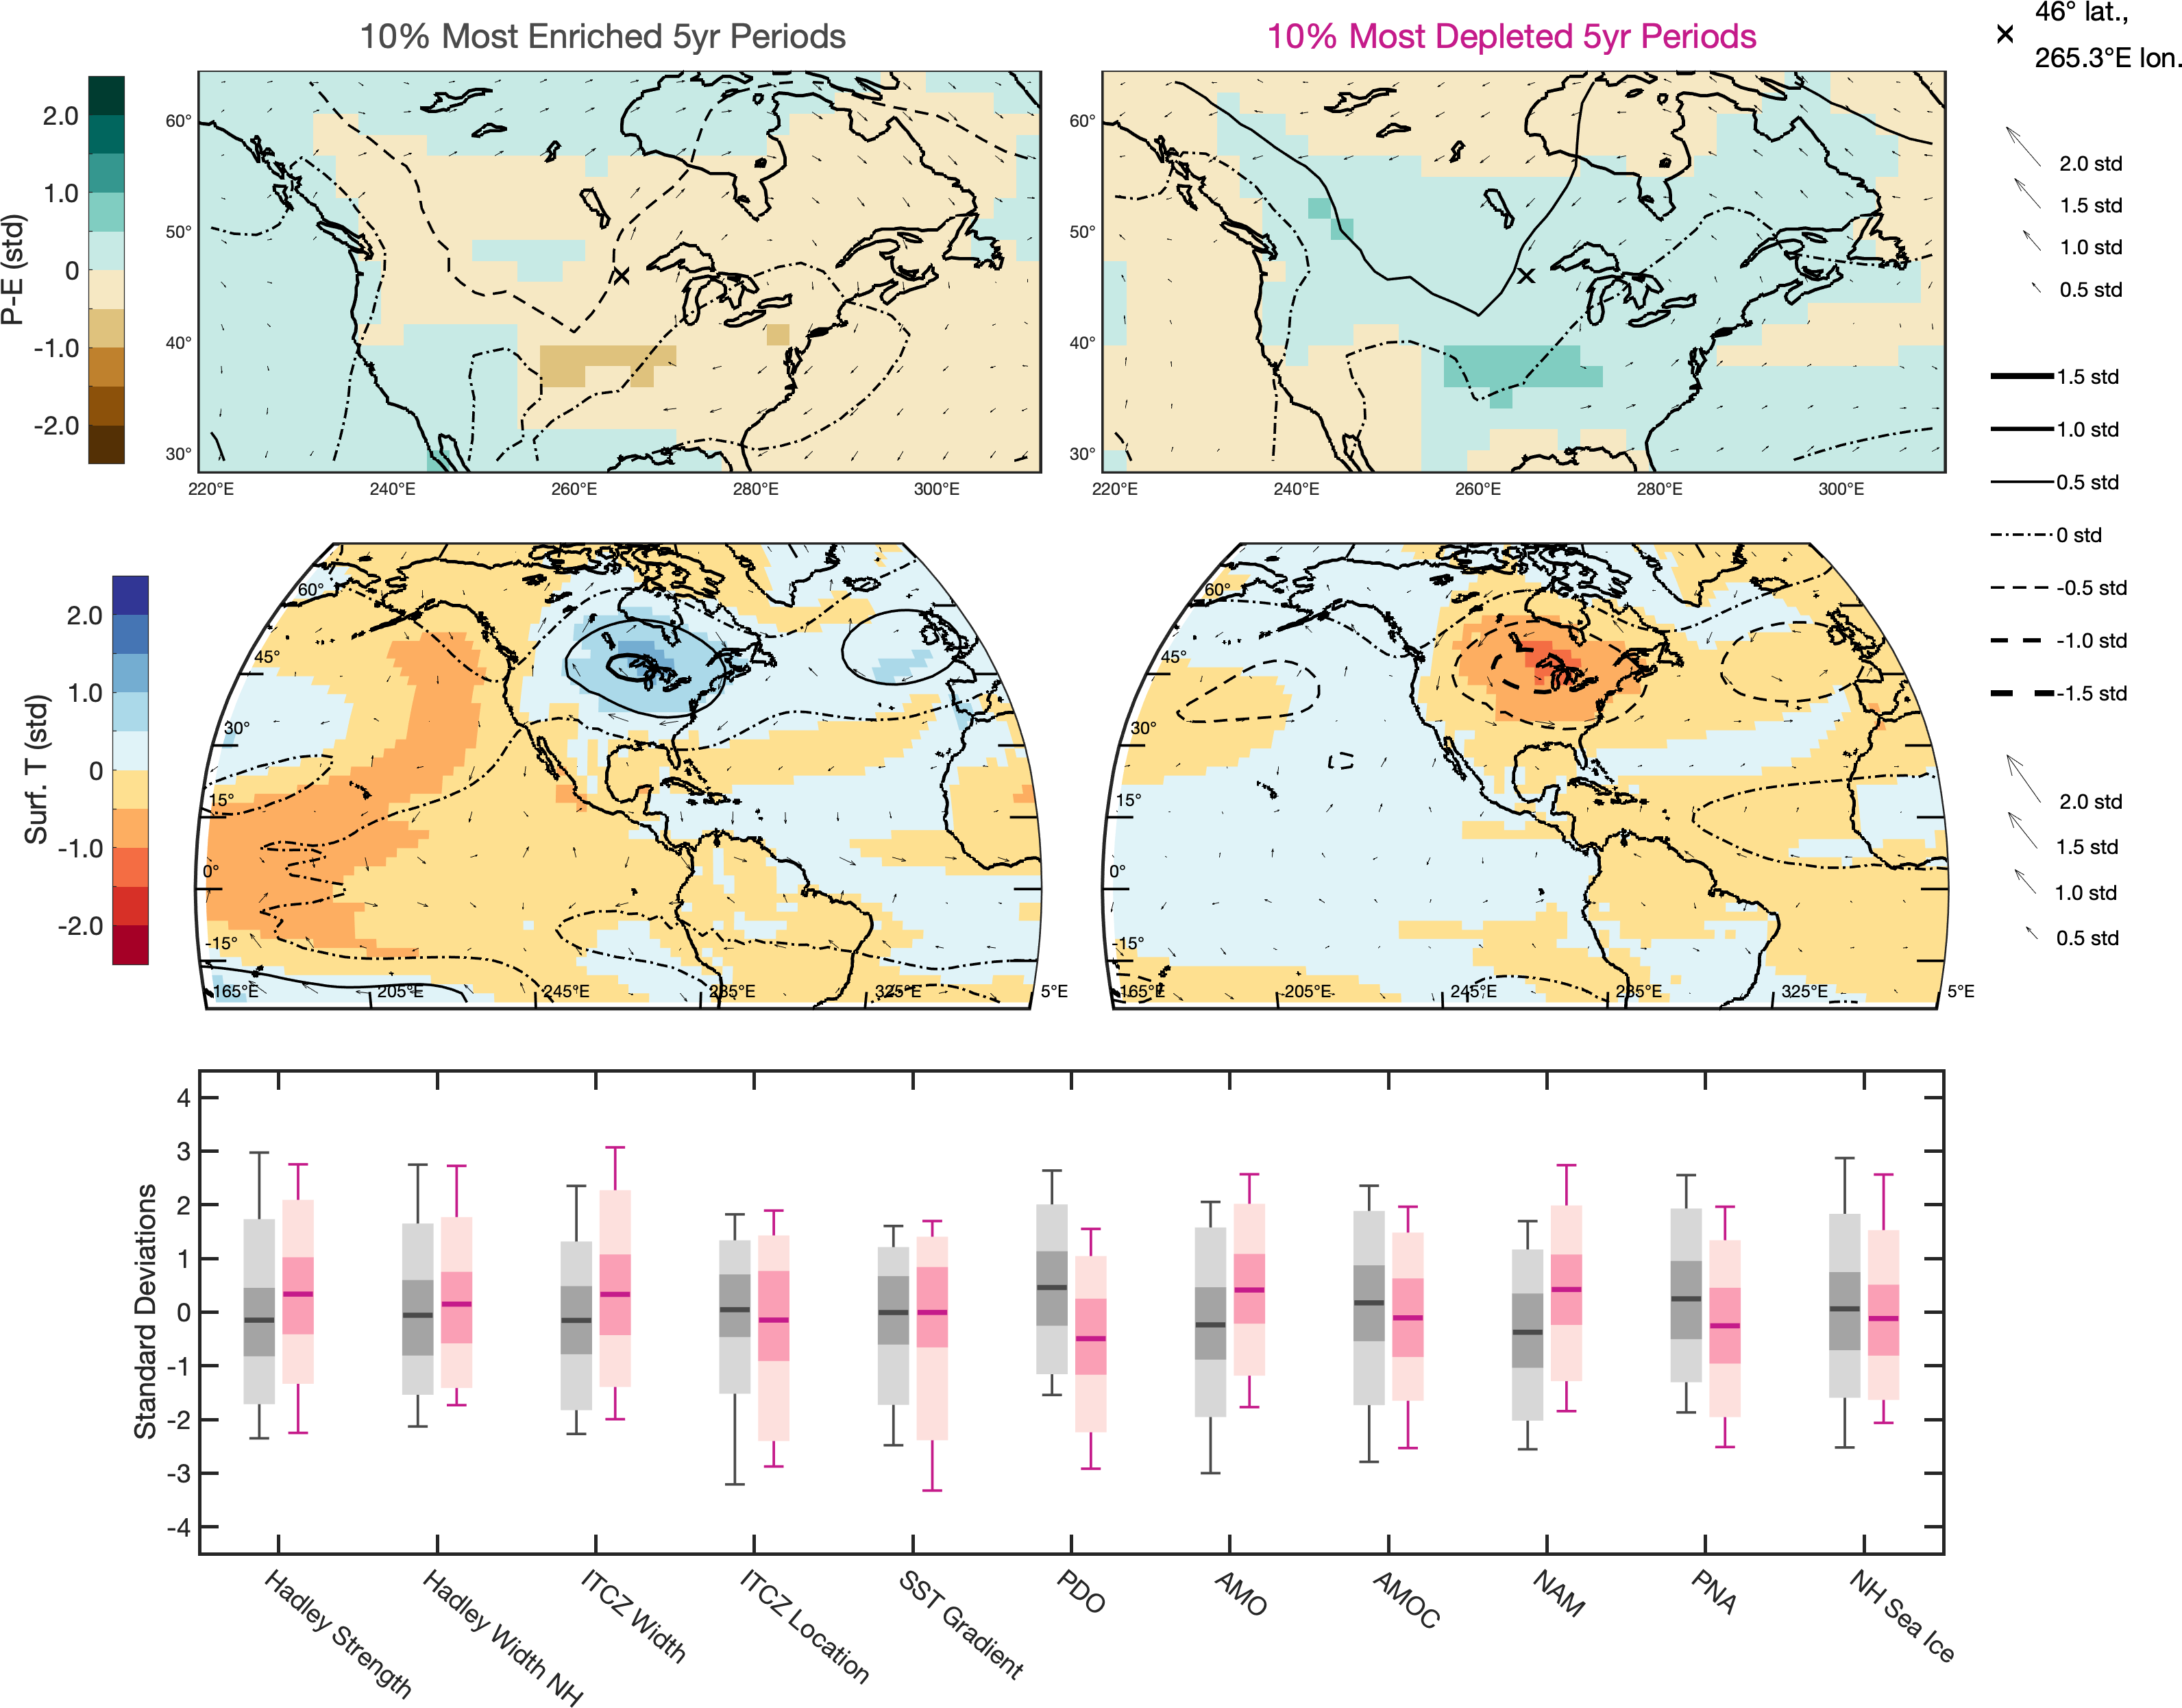 10% Most Enriched 5yr Periods
10% Most Depleted 5yr Periods
46° lat.,
265.3°E lon.
P-E (std)
2.0
1.0
0
-1.0
-2.0
60°
50°
40°
30°
220°E
240°E
260°E
280°E
300°E
60°
50°
40°
30°
220°E
240°E
260°E
280°E
300°E
2.0 std
1.5 std
1.0 std
0.5 std
1.5 std
1.0 std
0.5 std
0 std
-0.5 std
-1.0 std
-1.5 std
2.0 std
1.5 std
1.0 std
0.5 std
Surf. T (std)
2.0
1.0
0
-1.0
-2.0
60°
45°
30°
15°
0°
-15°
165°E
205°E
245°E
285°E
325°E
5°E
60°
45°
30°
15°
0°
-15°
165°E
205°E
245°E
285°E
325°E
5°E
Standard Deviations
4
3
2
1
0
-1
-2
-3
-4
Hadley Strength
Hadley Width NH
ITCZ Width
ITCZ Location
SST Gradient
PDO
AMO
AMOC
NAM
PNA
NH Sea Ice